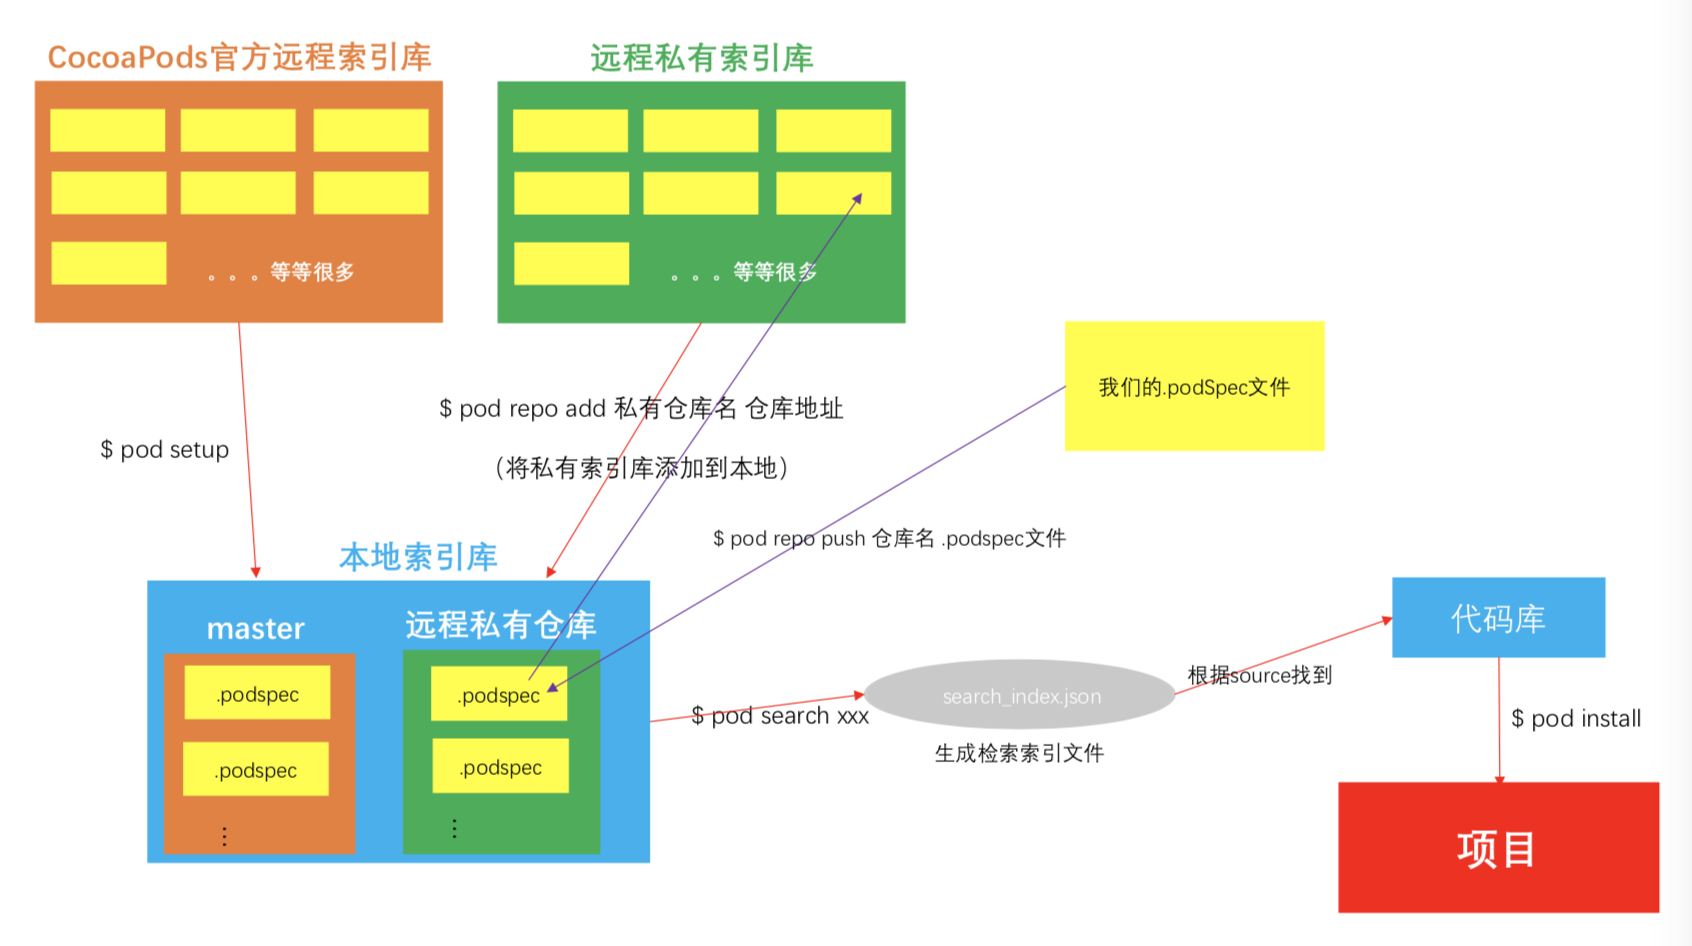 CocoaPods官方远程索引库
远程私有索引库
。。。等等很多
。。。等等很多
我们的.podSpec文件
$ pod repo add 私有仓库名 仓库地址
$ pod setup
（将私有索引库添加到本地）
$ pod repo push 仓库名 .podspec文件
本地索引库
master
远程私有仓库
.podspec
.podspec
.podspec
.podspec
⋮
⋮
$ pod search xxx
search_index.json
生成检索索引文件
根据source找到
代码库
$ pod install
项目